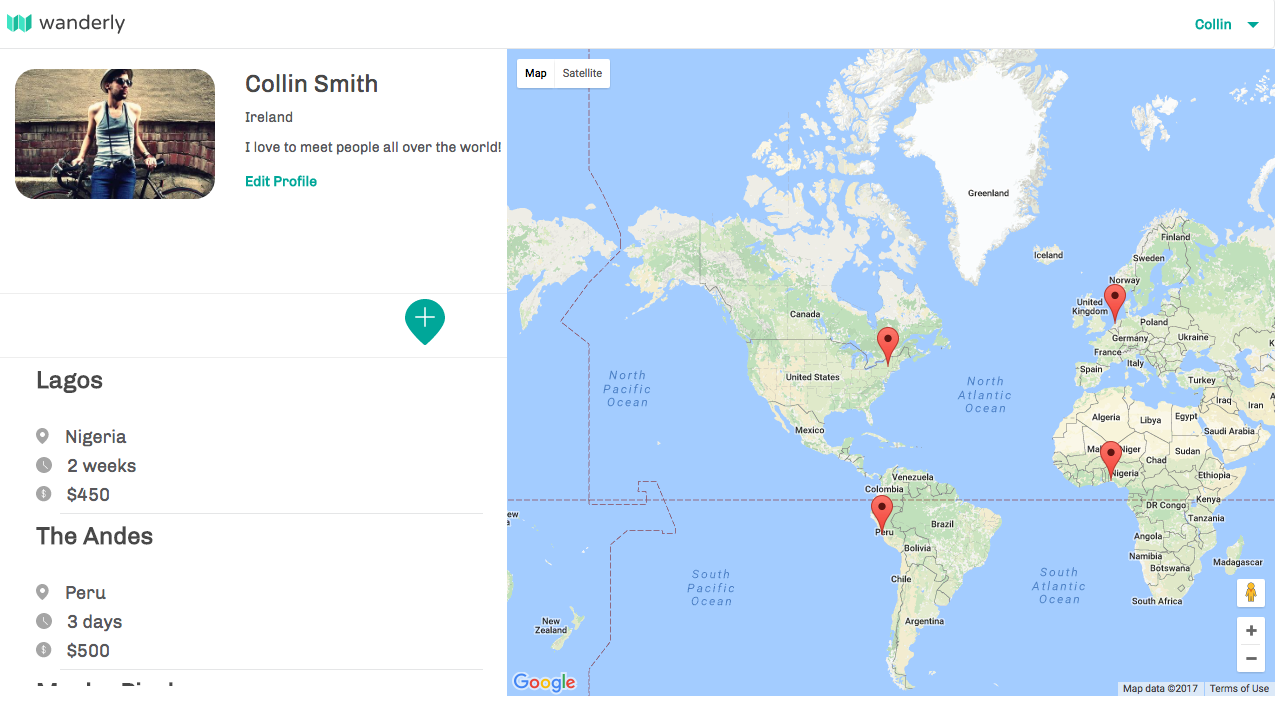 wanderly
Collin
Collin Smith
Ireland
I love to meet people all over the world!
Edit Profile
Lagos
Nigeria
2 weeks
$450
The Andes
Peru
3 days
$500
Map
Satellite
Greenland
Iceland
Finland
Sweden
Norway
United
Kingdom
Poland
Germany
Ukraine
France
Italy
Spain
Turkey
Canada
United States
North
Pacific
Ocean
North
Atlantic
Ocean
Mexico
Algeria
Libya
Egypt
Iraq
Iran
Saudi Arabia
Niger
Chad
Sudan
Nigeria
Ethiopia
Venezuela
Colombia
Kenya
DR Congo
Tanzania
Brazil
Peru
Bolivia
Angola
Namibia
Botswana
Madagascar
Chile
South
Pacific
Ocean
South
Atlantic
Ocean
South Africa
Argentina
New
Zealand
Google
Map data ©2017
Terms of Use